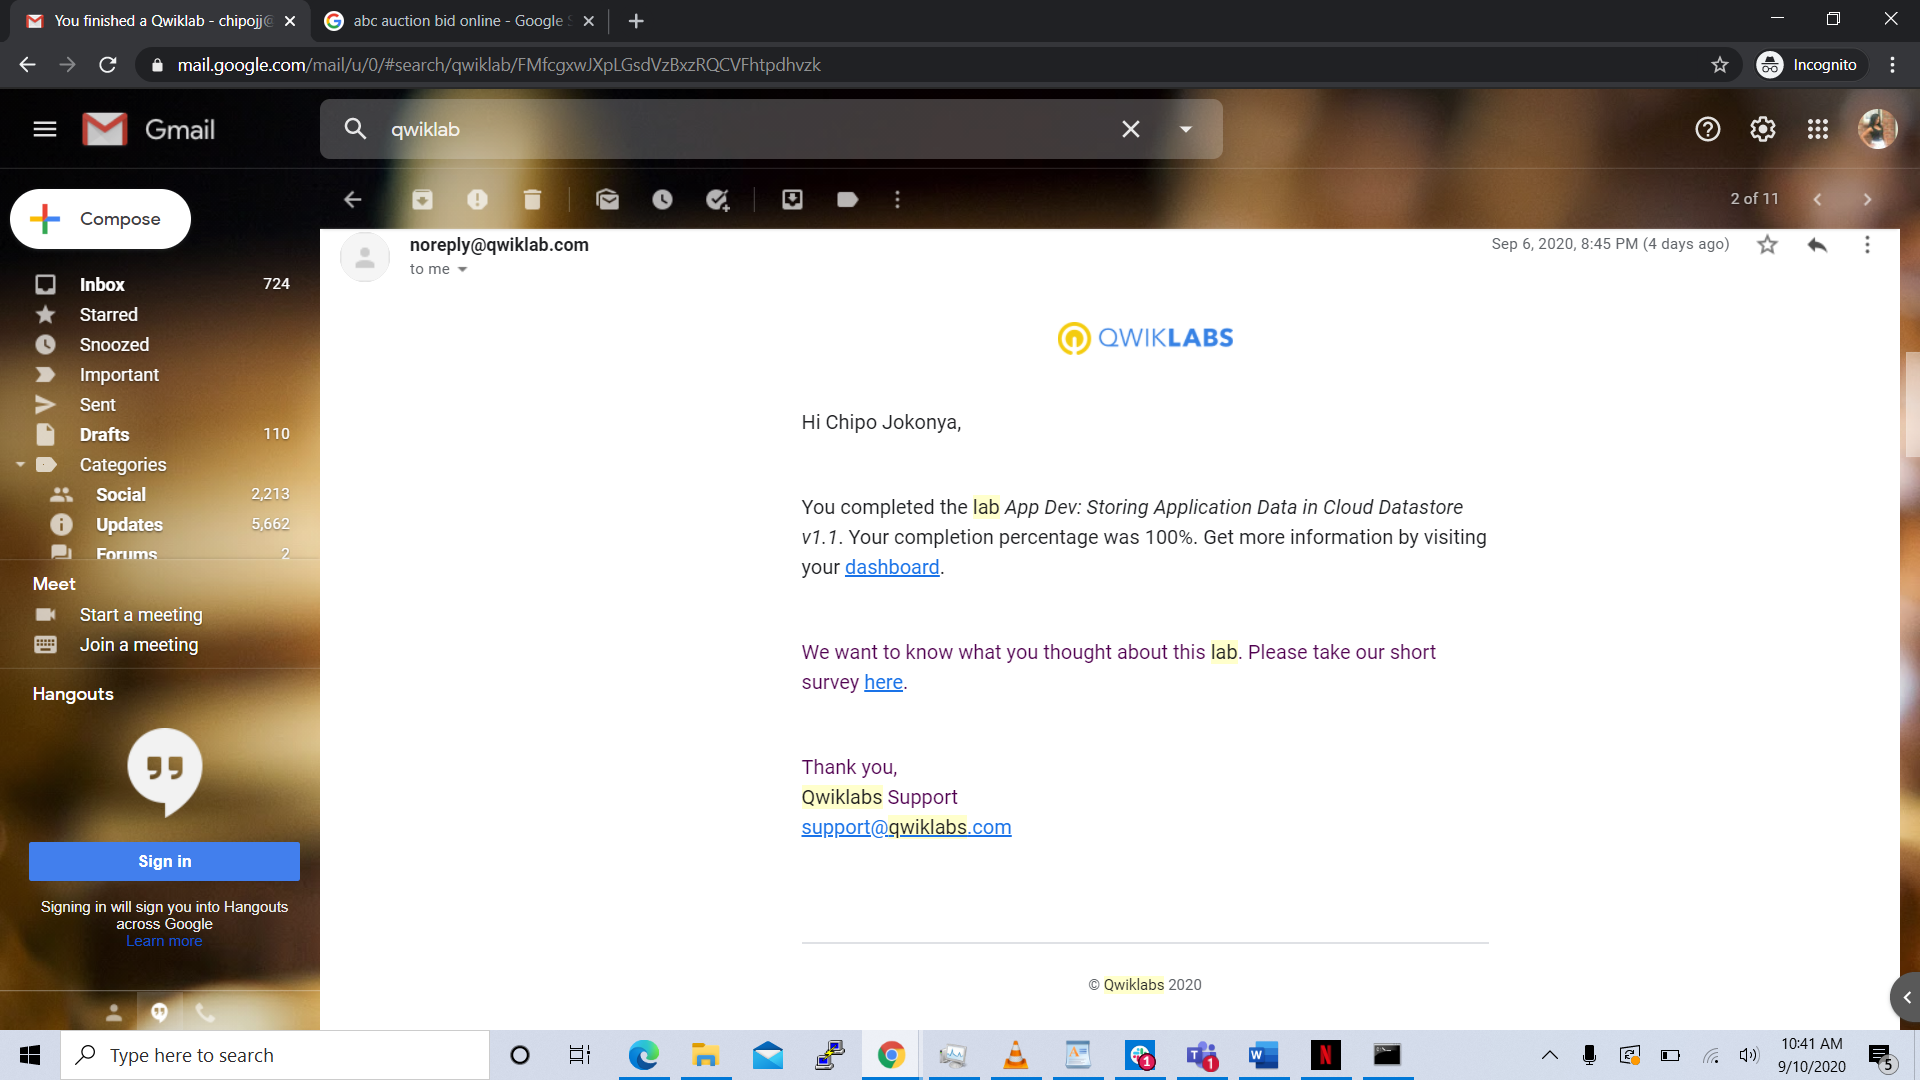 You finished a Qwiklab - chipojj@
abc auction bid online - Google S
mail.google.com/mail/u/0/#search/qwiklab/FMfcgxwJXpLGsdVzBxzRQCVFhtpdhvzk
Incognito
Gmail
qwiklab
Compose
2 of 11
Inbox 724
Starred
Snoozed
Important
Sent
Drafts 110
Categories
Social 2,213
Updates 5,662
Forums 2
Meet
Start a meeting
Join a meeting
Hangouts
Sign in
Signing in will sign you into Hangouts
across Google
Learn more
noreply@qwiklab.com
Sep 6, 2020, 8:45 PM (4 days ago)
to me
QWIKLABS
Hi Chipo Jokonya,
You completed the lab App Dev: Storing Application Data in Cloud Datastore
v1.1. Your completion percentage was 100%. Get more information by visiting
your dashboard.
We want to know what you thought about this lab. Please take our short
survey here.
Thank you,
Qwiklabs Support
support@qwiklabs.com
© Qwiklabs 2020
Type here to search
10:41 AM
9/10/2020
5